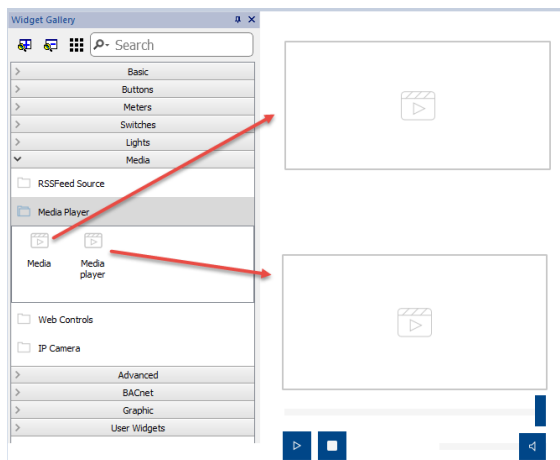 Widget Gallery
Search
Basic
Buttons
Meters
Switches
Lights
Media
RSSFeed Source
Media Player
Media
Media
player
Web Controls
IP Camera
Advanced
BACnet
Graphic
User Widgets